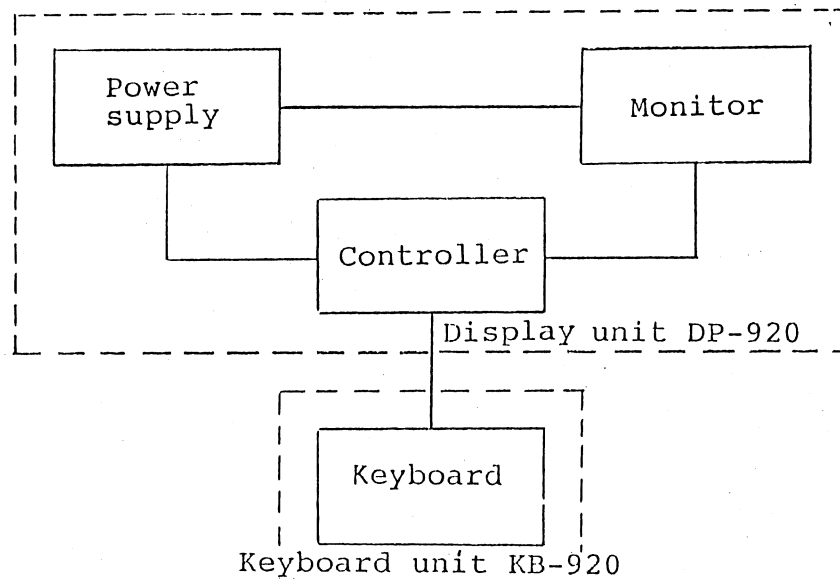 Power
supply
Monitor
Controller
Display unit DP-920
Keyboard
Keyboard unit KB-920